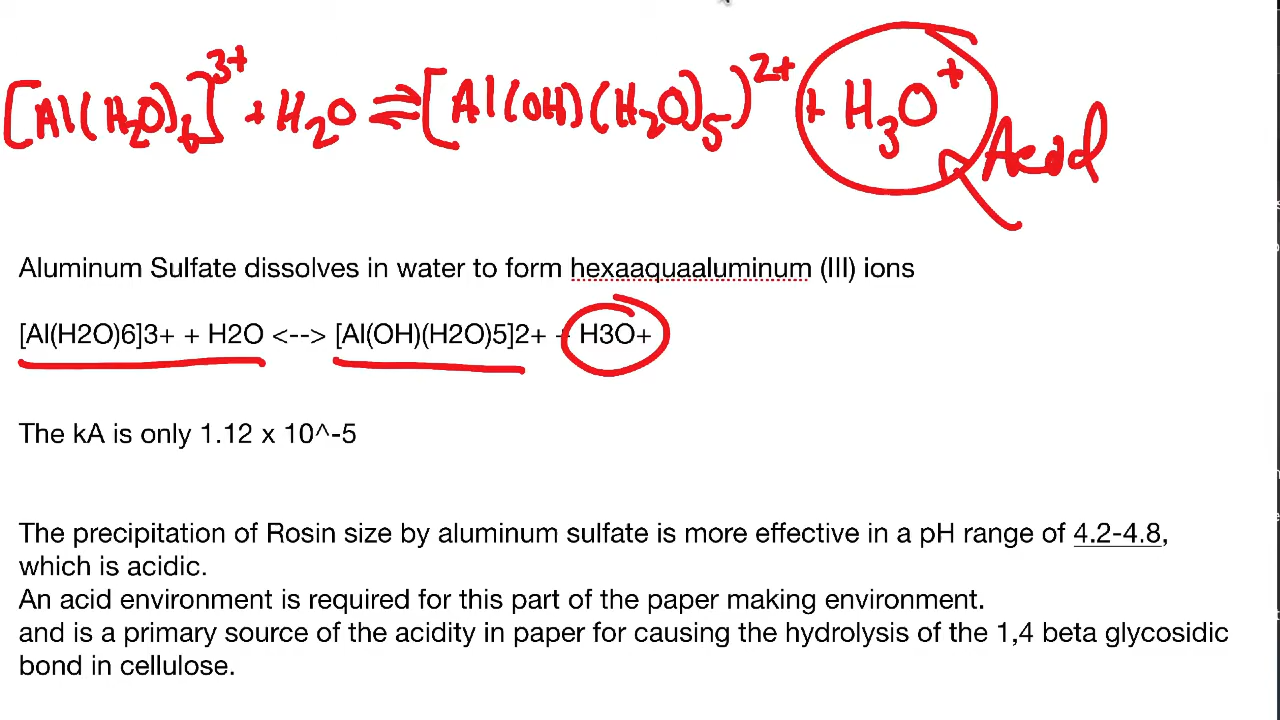 [Al(H2O)6]3+ + H2O ⇌ [Al(OH)(H2O)5)2+ + H3O+
Acid
Aluminum Sulfate dissolves in water to form hexaaquaaluminum (III) ions
[Al(H2O)6]3+ + H2O <--> [Al(OH)(H2O)5]2+ + H3O+
The kA is only 1.12 x 10^-5
The precipitation of Rosin size by aluminum sulfate is more effective in a pH range of 4.2-4.8,
which is acidic.
An acid environment is required for this part of the paper making environment.
and is a primary source of the acidity in paper for causing the hydrolysis of the 1,4 beta glycosidic
bond in cellulose.